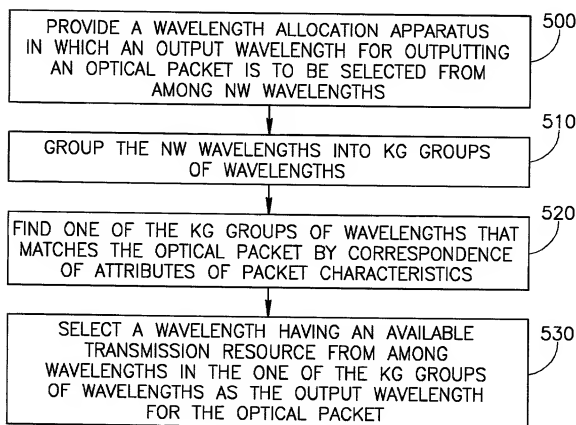 PROVIDE A WAVELENGTH ALLOCATION APPARATUS
IN WHICH AN OUTPUT WAVELENGTH FOR OUTPUTTING
AN OPTICAL PACKET IS TO BE SELECTED FROM
AMONG NW WAVELENGTHS
500
GROUP THE NW WAVELENGTHS INTO KG GROUPS
OF WAVELENGTHS
510
FIND ONE OF THE KG GROUPS OF WAVELENGTHS THAT
MATCHES THE OPTICAL PACKET BY CORRESPONDENCE
OF ATTRIBUTES OF PACKET CHARACTERISTICS
520
SELECT A WAVELENGTH HAVING AN AVAILABLE
TRANSMISSION RESOURCE FROM AMONG
WAVELENGTHS IN THE ONE OF THE KG GROUPS
OF WAVELENGTHS AS THE OUTPUT WAVELENGTH
FOR THE OPTICAL PACKET
530